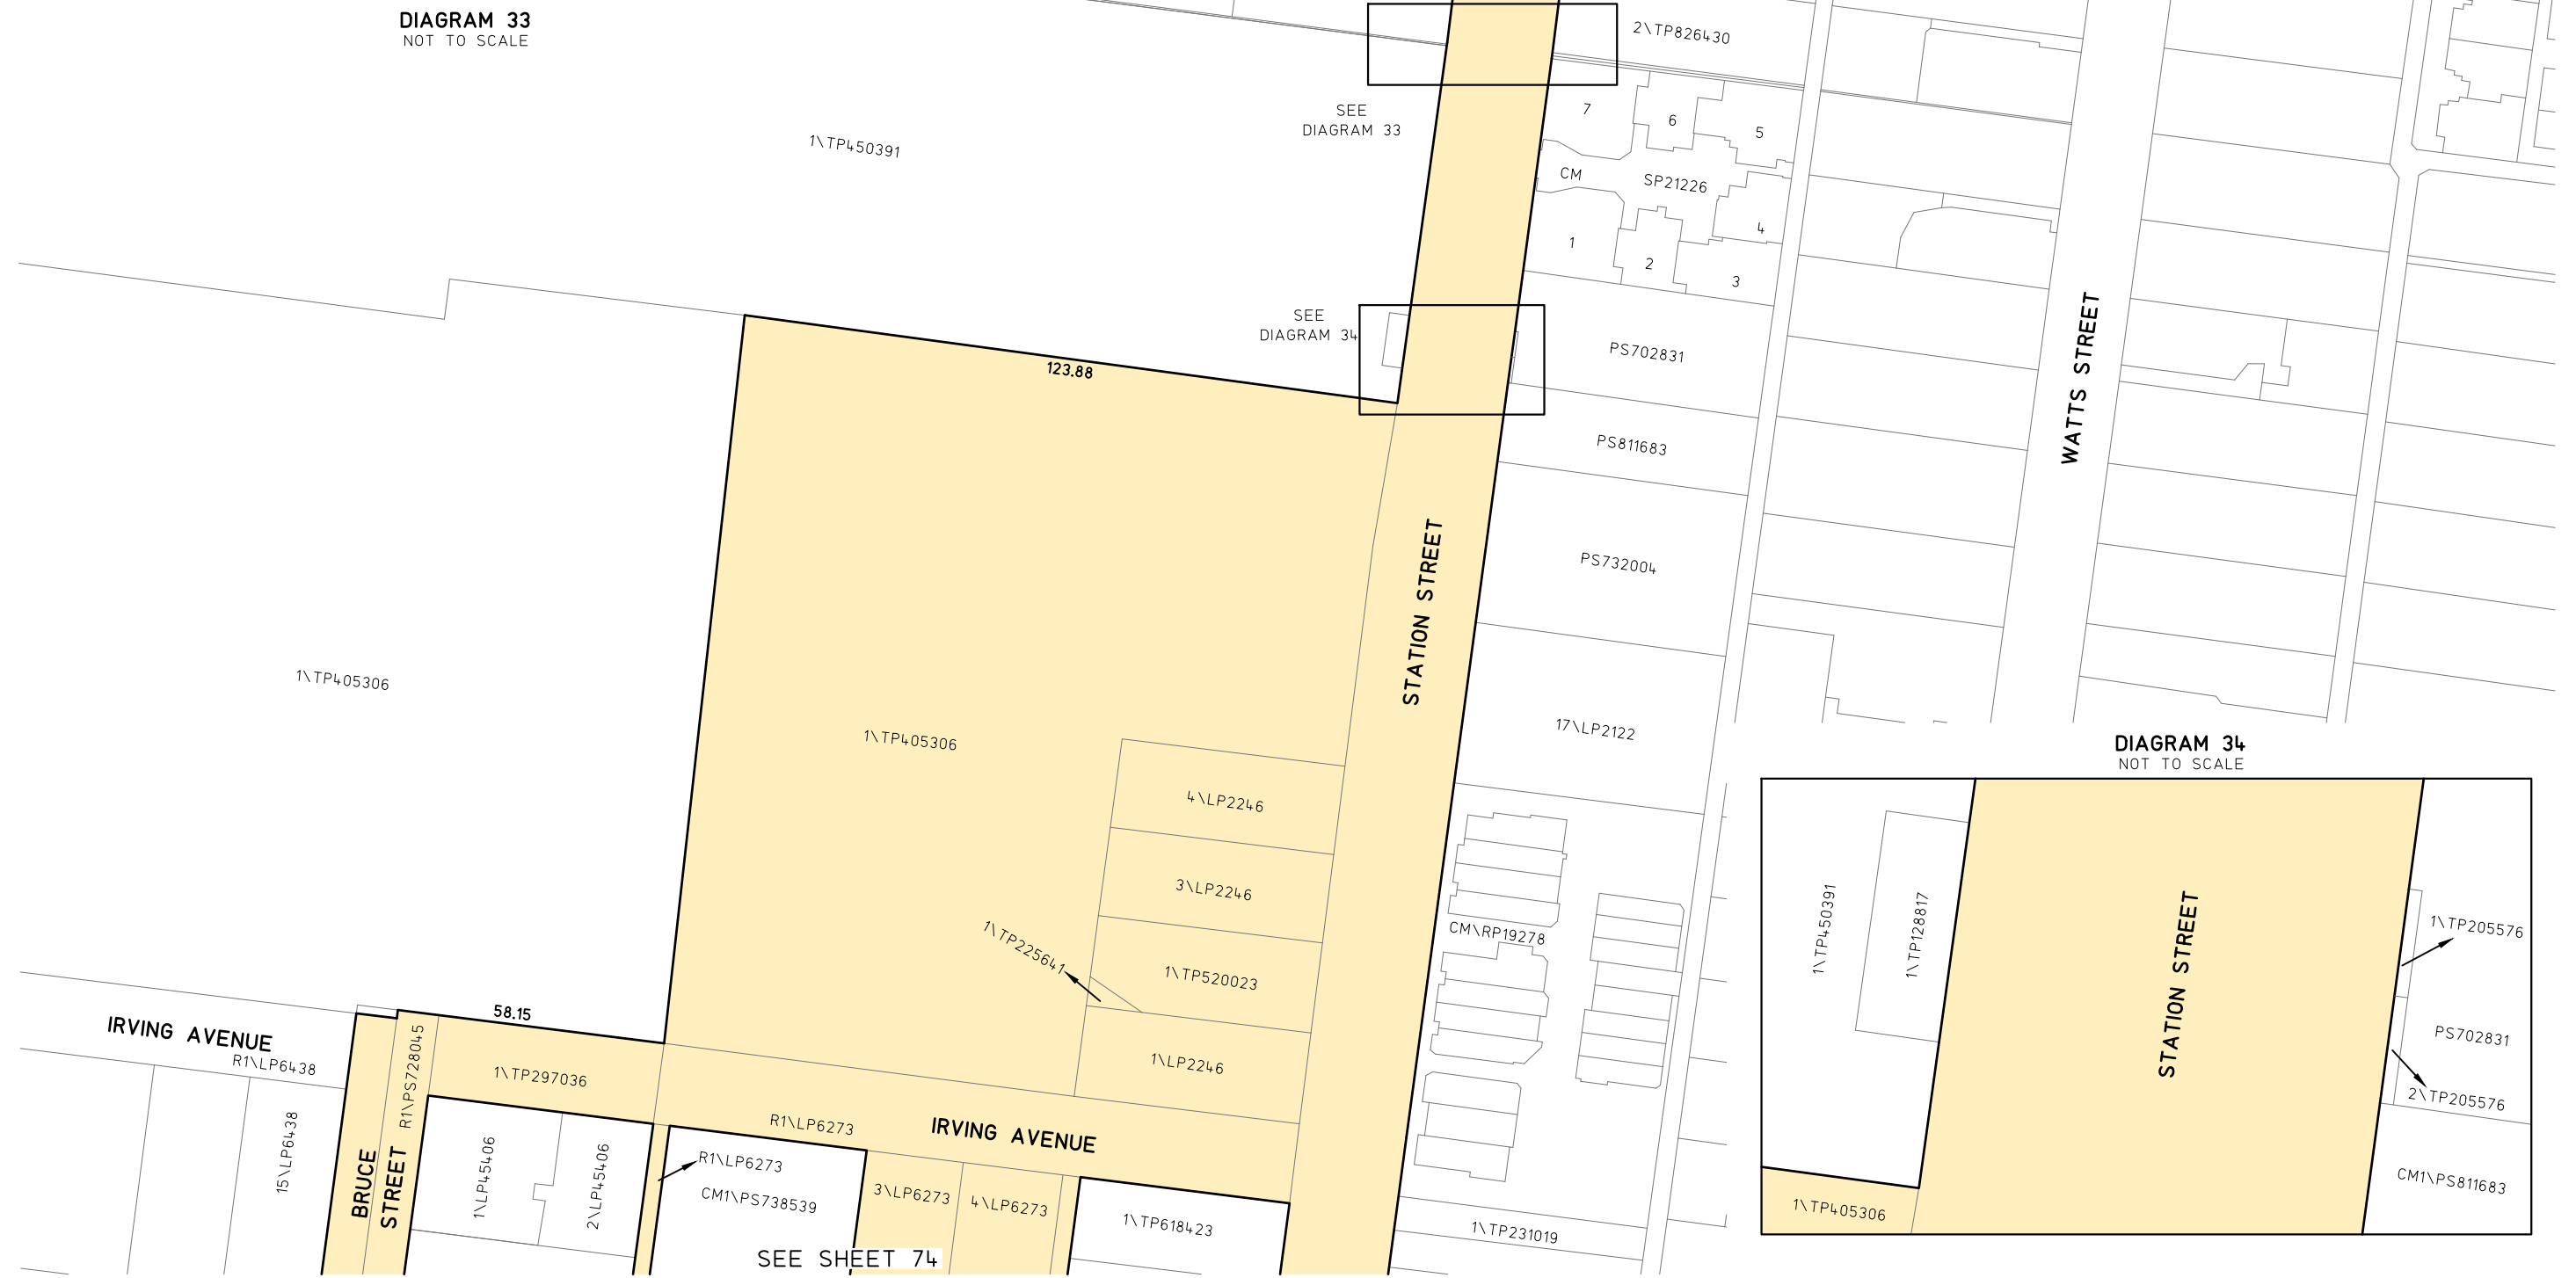 DIAGRAM 33
NOT TO SCALE
2\TP826430
SEE
DIAGRAM 33
7
6
5
1\TP450391
CM
SP21226
4
1
2
3
SEE
DIAGRAM 34
PS702831
123.88
WATTS STREET
PS811683
PS732004
STATION STREET
1\TP405306
1\TP405306
17\LP2122
4\LP2246
3\LP2246
CM\RP19278
1\TP225641
1\TP520023
1\LP2246
58.15
IRVING AVENUE
R1\LP6438
R1\PS728045
1\TP297036
R1\LP6273
IRVING AVENUE
15\LP6438
BRUCE
STREET
1\LP45406
2\LP45406
R1\LP6273
CM1\PS738539
3\LP6273
4\LP6273
1\TP618423
1\TP231019
SEE SHEET 74
DIAGRAM 34
NOT TO SCALE
1\TP450391
1\TP128817
STATION STREET
1\TP205576
PS702831
2\TP205576
CM1\PS811683
1\TP405306